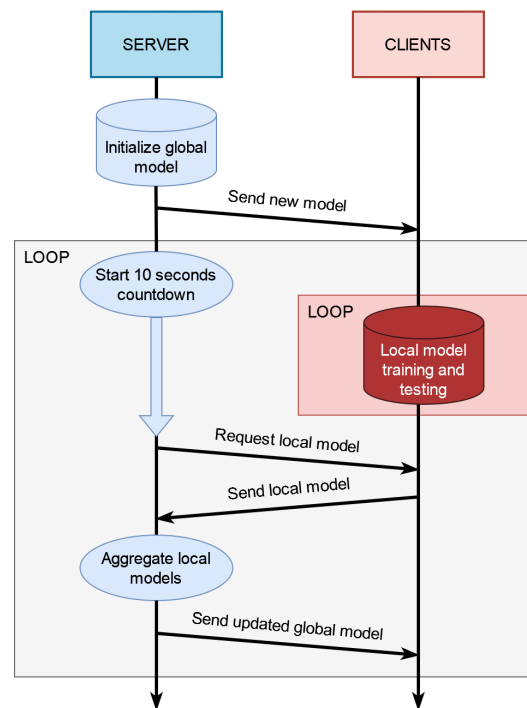 SERVER
CLIENTS
Initialize global
model
Send new model
LOOP
Start 10 seconds
countdown
LOOP
Local model
training and
testing
Request local model
Send local model
Aggregate local
models
Send updated global model